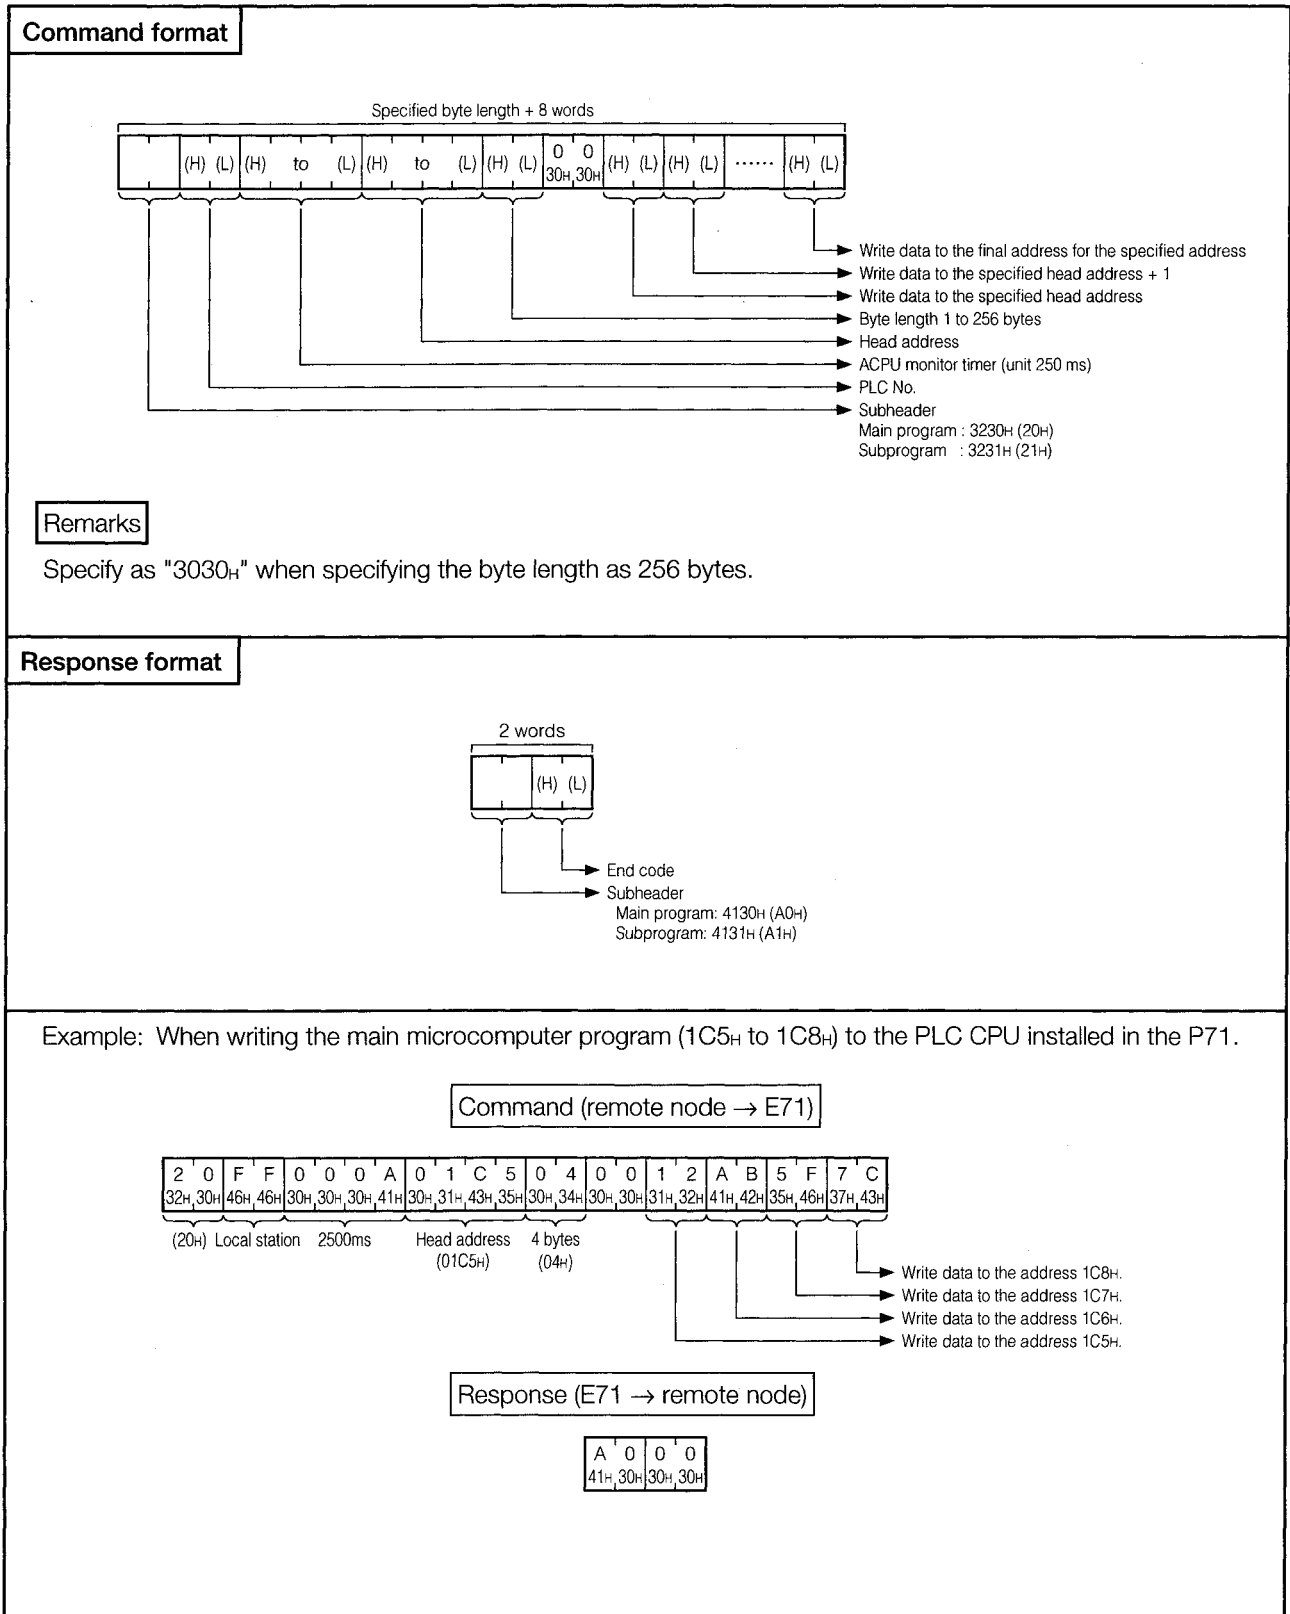 Command format
Specified byte length + 8 words
(H) (L) (H) to (L) (H) to (L) (H) (L) 0 0 (H) (L) (H) (L) ...... (H) (L)
30H 30H
Write data to the final address for the specified address
Write data to the specified head address + 1
Write data to the specified head address
Byte length 1 to 256 bytes
Head address
ACPU monitor timer (unit 250 ms)
PLC No.
Subheader
Main program : 3230H (20H)
Subprogram : 3231H (21H)
Remarks
Specify as "3030H" when specifying the byte length as 256 bytes.
Response format
2 words
(H) (L)
End code
Subheader
Main program: 4130H (A0H)
Subprogram: 4131H (A1H)
Example: When writing the main microcomputer program (1C5H to 1C8H) to the PLC CPU installed in the P71.
Command (remote node → E71)
2 0 F F 0 0 0 A 0 1 C 5 0 4 0 0 1 2 A B 5 F 7 C
32H 30H 46H 46H 30H 30H 30H 41H 30H 31H 43H 35H 30H 34H 30H 30H 31H 32H 41H 42H 35H 46H 37H 43H
(20H) Local station 2500ms Head address 4 bytes
(01C5H) (04H)
Write data to the address 1C8H.
Write data to the address 1C7H.
Write data to the address 1C6H.
Write data to the address 1C5H.
Response (E71 → remote node)
A 0 0 0
41H 30H 30H 30H